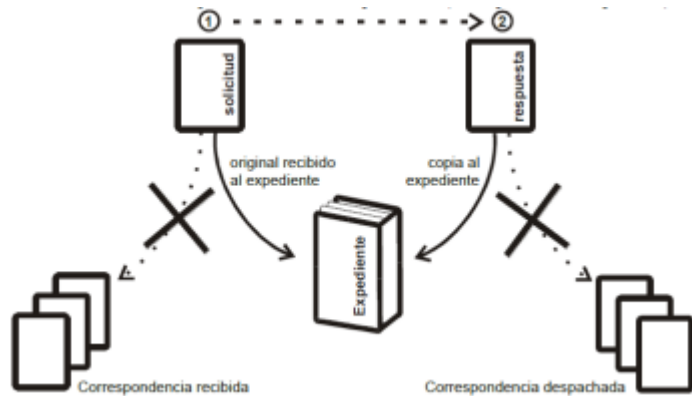 1
2
solicitud
respuesta
original recibido
al expediente
copia al
expediente
Expediente
Correspondencia recibida
Correspondencia despachada